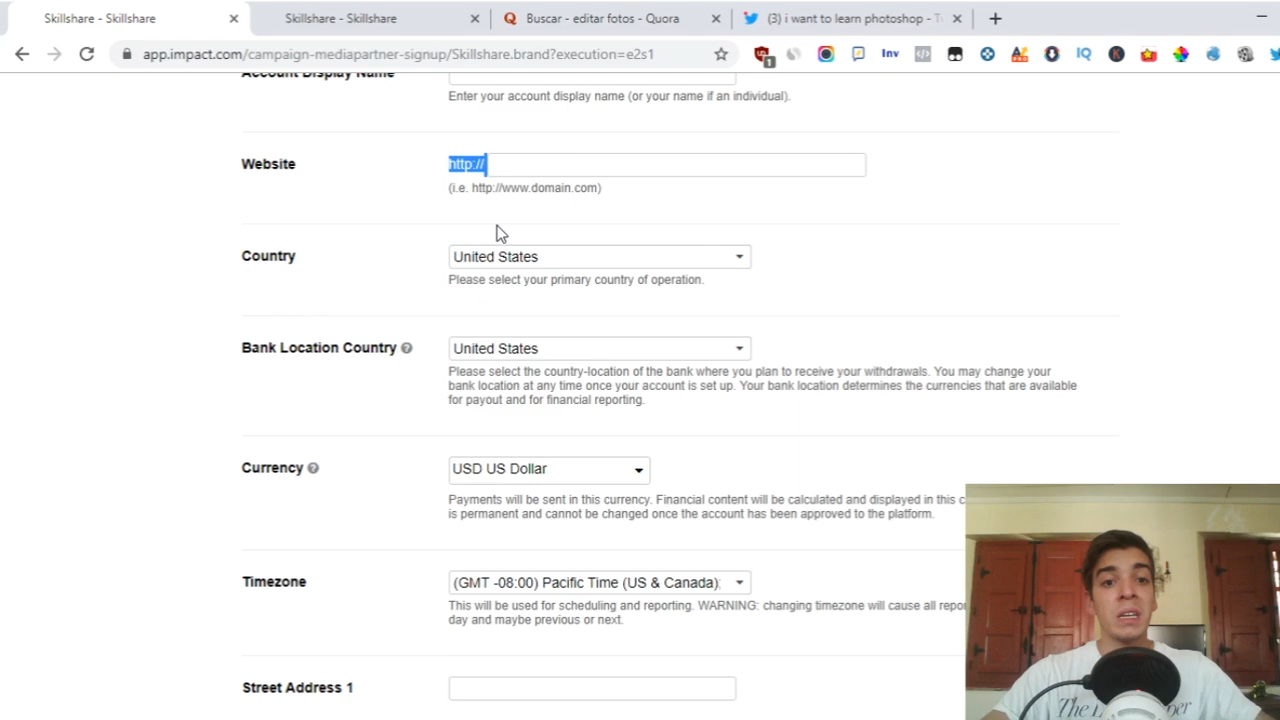 Skillshare - Skillshare
Skillshare - Skillshare
Buscar - editar fotos - Quora
(3) i want to learn photoshop - T
app.impact.com/campaign-mediapartner-signup/Skillshare.brand?execution=e2s1
1
Inv
IQ
K
Account Display Name
Enter your account display name (or your name if an individual).
Website
http://
(i.e. http://www.domain.com)
Country
United States
Please select your primary country of operation.
Bank Location Country
United States
Please select the country-location of the bank where you plan to receive your withdrawals. You may change your
bank location at any time once your account is set up. Your bank location determines the currencies that are available
for payout and for financial reporting.
Currency
USD US Dollar
Payments will be sent in this currency. Financial content will be calculated and displayed in this c
is permanent and cannot be changed once the account has been approved to the platform.
Timezone
(GMT -08:00) Pacific Time (US & Canada);
This will be used for scheduling and reporting. WARNING: changing timezone will cause all repo
day and maybe previous or next.
Street Address 1
The